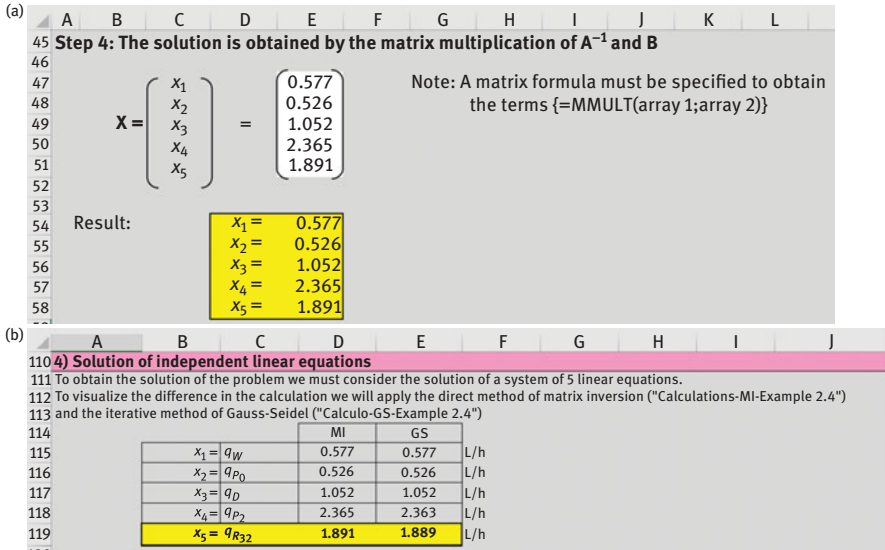 (a)
A B C D E F G H I J K L
45 Step 4: The solution is obtained by the matrix multiplication of A⁻¹ and B
46
47 x₁ 0.577 Note: A matrix formula must be specified to obtain
48 x₂ 0.526 the terms {=MMULT(array 1;array 2)}
49 X = x₃ = 1.052
50 x₄ 2.365
51 x₅ 1.891
52
53
54 Result: x₁ = 0.577
55 x₂ = 0.526
56 x₃ = 1.052
57 x₄ = 2.365
58 x₅ = 1.891
(b)
A B C D E F G H I J
110 4) Solution of independent linear equations
111 To obtain the solution of the problem we must consider the solution of a system of 5 linear equations.
112 To visualize the difference in the calculation we will apply the direct method of matrix inversion ("Calculations-MI-Example 2.4")
113 and the iterative method of Gauss-Seidel ("Calculo-GS-Example 2.4")
114 MI GS
115 x₁ = q_W 0.577 0.577 L/h
116 x₂ = q_P₀ 0.526 0.526 L/h
117 x₃ = q_D 1.052 1.052 L/h
118 x₄ = q_P₂ 2.365 2.363 L/h
119 x₅ = q_R₃₂ 1.891 1.889 L/h